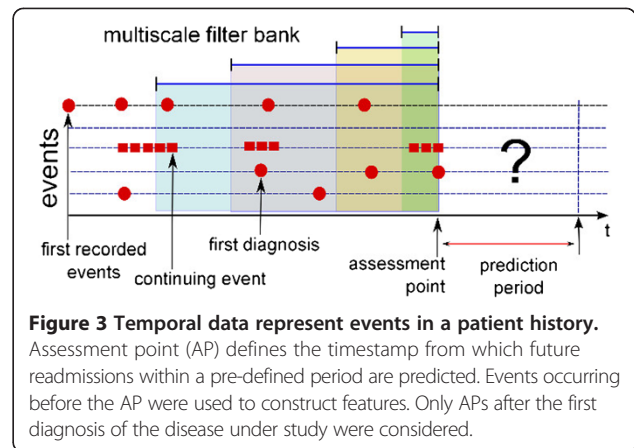 multiscale filter bank
events
?
t
first recorded
events
continuing event
first diagnosis
assessment
point
prediction
period
Figure 3 Temporal data represent events in a patient history.
Assessment point (AP) defines the timestamp from which future
readmissions within a pre-defined period are predicted. Events occurring
before the AP were used to construct features. Only APs after the first
diagnosis of the disease under study were considered.